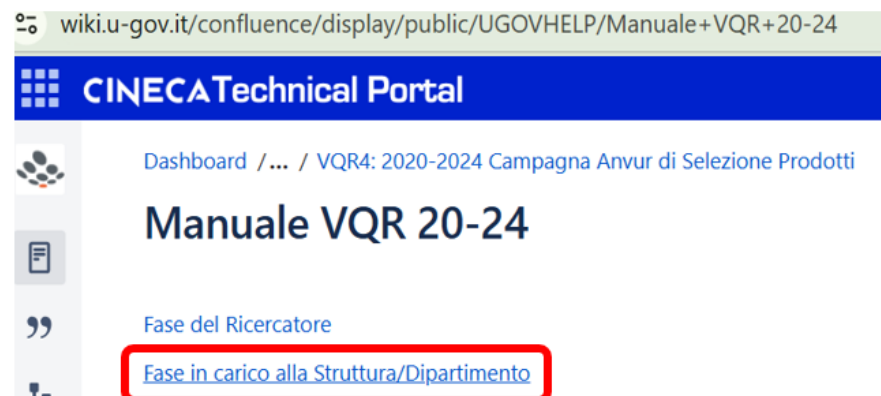 wiki.u-gov.it/confluence/display/public/UGOVHELP/Manuale+VQR+20-24
CINECATechnical Portal
Dashboard /... / VQR4: 2020-2024 Campagna Anvur di Selezione Prodotti
Manuale VQR 20-24
Fase del Ricercatore
Fase in carico alla Struttura/Dipartimento